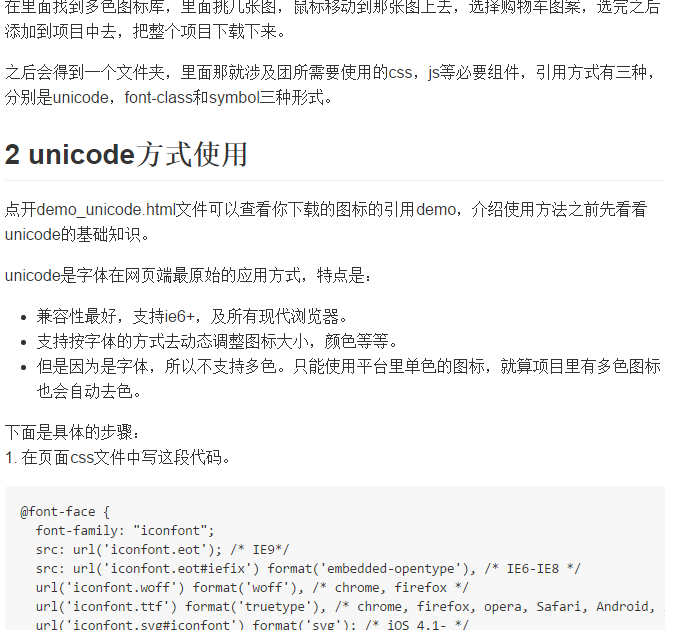 在里面找到多色图标库，里面挑几张图，鼠标移动到那张图上去，选择购物车图案，选完之后
添加到项目中去，把整个项目下载下来。
之后会得到一个文件夹，里面那就涉及团所需要使用的css，js等必要组件，引用方式有三种，
分别是unicode，font-class和symbol三种形式。
2 unicode方式使用
点开demo_unicode.html文件可以查看你下载的图标的引用demo，介绍使用方法之前先看看
unicode的基础知识。
unicode是字体在网页端最原始的应用方式，特点是：
• 兼容性最好，支持ie6+，及所有现代浏览器。
• 支持按字体的方式去动态调整图标大小，颜色等等。
• 但是因为是字体，所以不支持多色。只能使用平台里单色的图标，就算项目里有多色图标
也会自动去色。
下面是具体的步骤：
1. 在页面css文件中写这段代码。
@font-face {
font-family: "iconfont";
src: url('iconfont.eot'); /* IE9*/
src: url('iconfont.eot#iefix') format('embedded-opentype'), /* IE6-IE8 */
url('iconfont.woff') format('woff'), /* chrome, firefox */
url('iconfont.ttf') format('truetype'), /* chrome, firefox, opera, Safari, Android,
url('iconfont.svg#iconfont') format('svg'); /* iOS 4.1- */